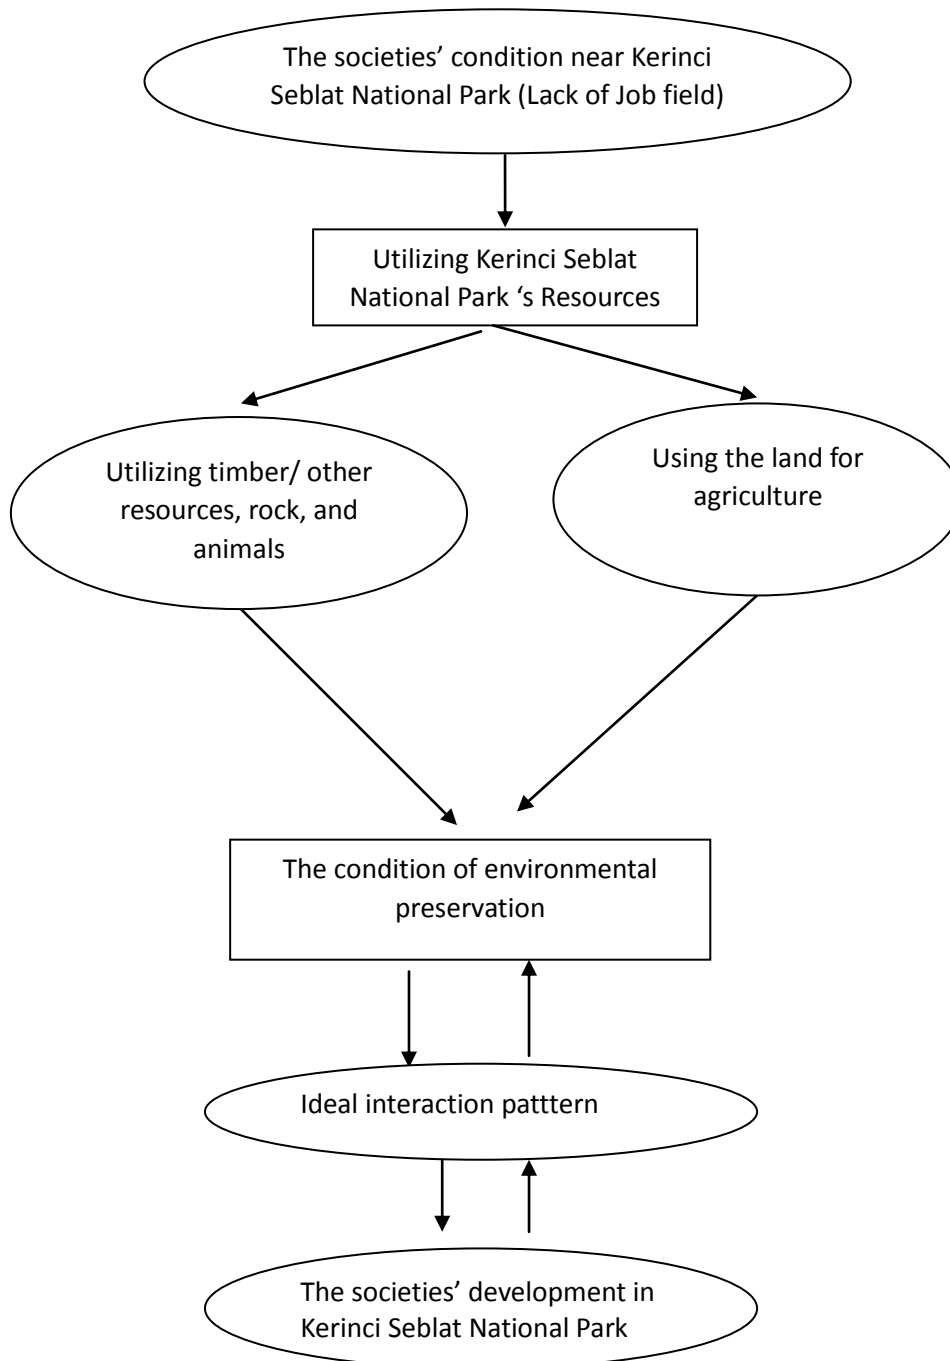 The societies’ condition near Kerinci
Seblat National Park (Lack of Job field)
Utilizing Kerinci Seblat
National Park ‘s Resources
Utilizing timber/ other
resources, rock, and
animals
Using the land for
agriculture
The condition of environmental
preservation
Ideal interaction patttern
The societies’ development in
Kerinci Seblat National Park